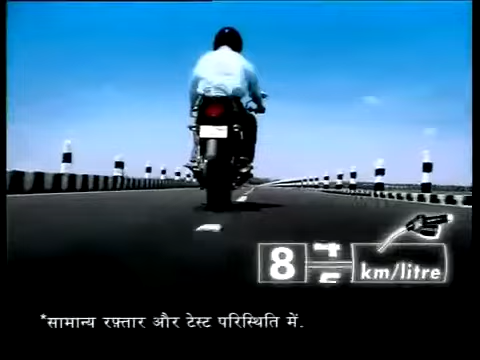 8
km/litre
*सामान्य रफ़्तार और टेस्ट परिस्थिति में.